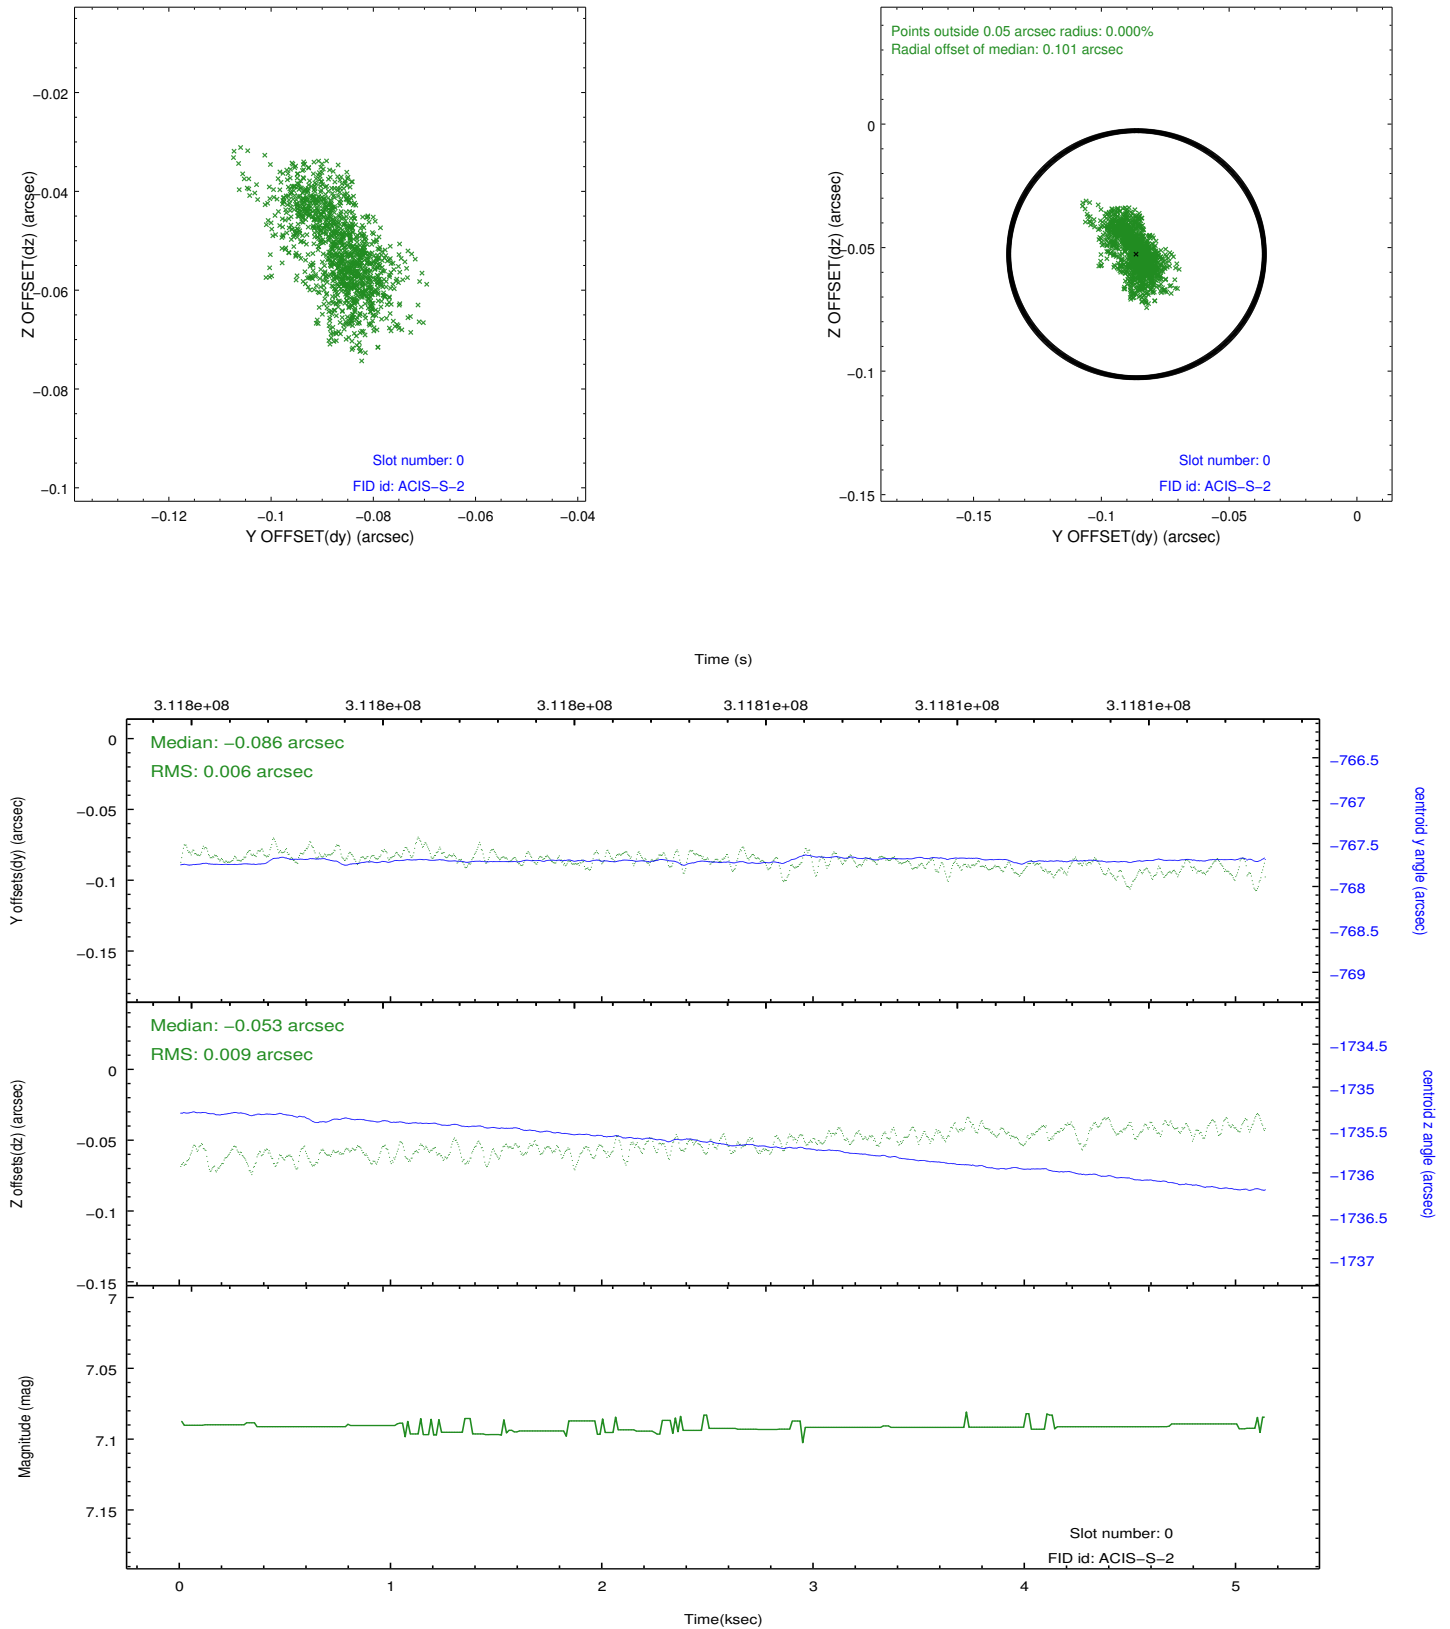 −0.02
−0.04
−0.06
−0.08
−0.1
Z OFFSET(dz) (arcsec)
Slot number: 0
FID id: ACIS−S−2
−0.12
−0.1
−0.08
−0.06
−0.04
Y OFFSET(dy) (arcsec)
Points outside 0.05 arcsec radius: 0.000%
Radial offset of median: 0.101 arcsec
0
−0.05
−0.1
−0.15
Z OFFSET(dz) (arcsec)
Slot number: 0
FID id: ACIS−S−2
−0.15
−0.1
−0.05
0
Y OFFSET(dy) (arcsec)
Time (s)
3.118e+08
3.118e+08
3.118e+08
3.1181e+08
3.1181e+08
3.1181e+08
Median: −0.086 arcsec
RMS: 0.006 arcsec
0
−0.05
−0.1
−0.15
Y offsets(dy) (arcsec)
−766.5
−767
−767.5
−768
−768.5
−769
centroid y angle (arcsec)
Median: −0.053 arcsec
RMS: 0.009 arcsec
0
−0.05
−0.1
−0.15
Z offsets(dz) (arcsec)
−1734.5
−1735
−1735.5
−1736
−1736.5
−1737
centroid z angle (arcsec)
7
7.05
7.1
7.15
Magnitude (mag)
Slot number: 0
FID id: ACIS−S−2
0
1
2
3
4
5
Time(ksec)